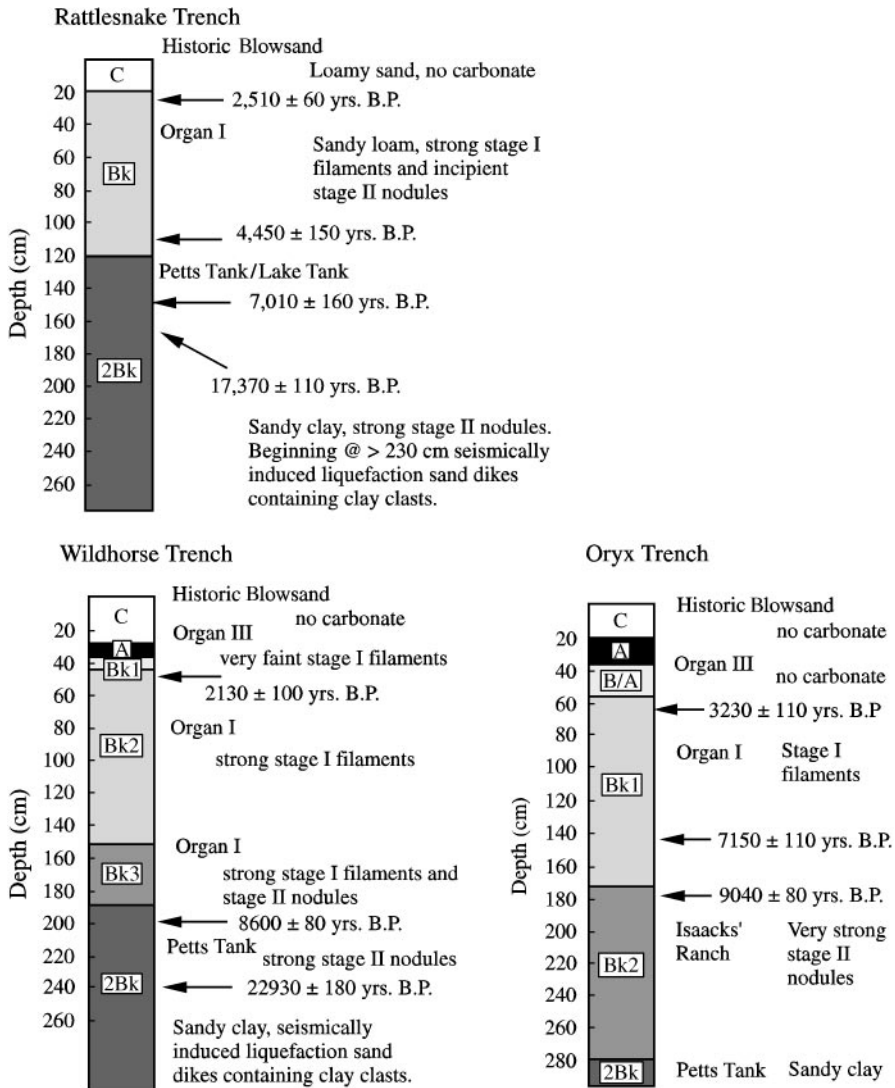 Rattlesnake Trench
Historic Blowsand
C
Loamy sand, no carbonate
20
2,510 ± 60 yrs. B.P.
40
Organ I
Sandy loam, strong stage I
60
filaments and incipient
Bk
stage II nodules
80
100
4,450 ± 150 yrs. B.P.
120
Petts Tank/Lake Tank
140
7,010 ± 160 yrs. B.P.
160
180
2Bk
17,370 ± 110 yrs. B.P.
200
220
Sandy clay, strong stage II nodules.
Beginning @ > 230 cm seismically
240
induced liquefaction sand dikes
260
containing clay clasts.
Depth (cm)
Wildhorse Trench
Historic Blowsand
C
no carbonate
20
Organ III
A
very faint stage I filaments
40
Bk1
2130 ± 100 yrs. B.P.
60
80
Organ I
Bk2
strong stage I filaments
100
120
140
Organ I
160
Bk3
strong stage I filaments and
180
stage II nodules
200
8600 ± 80 yrs. B.P.
Petts Tank
220
strong stage II nodules
2Bk
240
22930 ± 180 yrs. B.P.
260
Sandy clay, seismically
induced liquefaction sand
dikes containing clay clasts.
Depth (cm)
Oryx Trench
Historic Blowsand
C
no carbonate
20
A
Organ III
40
B/A
no carbonate
60
3230 ± 110 yrs. B.P
80
Organ I
Stage I
100
filaments
Bk1
120
140
7150 ± 110 yrs. B.P.
160
180
9040 ± 80 yrs. B.P.
200
Isaacks'
Very strong
Ranch
stage II
220
Bk2
nodules
240
260
280
2Bk
Petts Tank
Sandy clay
Depth (cm)